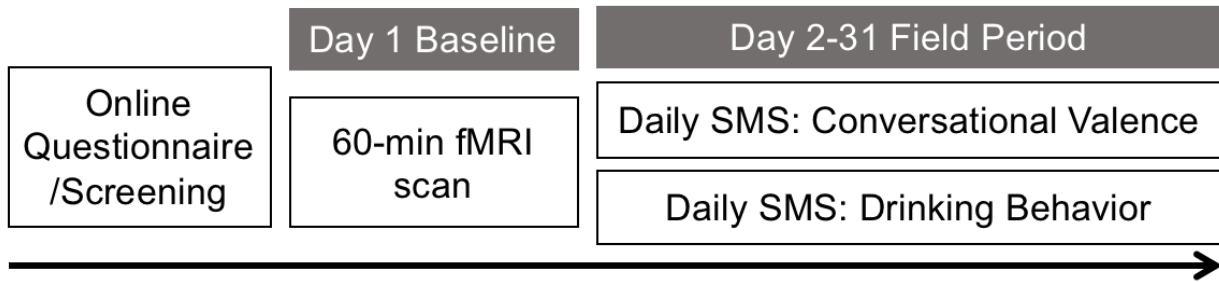 Online
Questionnaire
/Screening
Day 1 Baseline
60-min fMRI
scan
Day 2-31 Field Period
Daily SMS: Conversational Valence
Daily SMS: Drinking Behavior